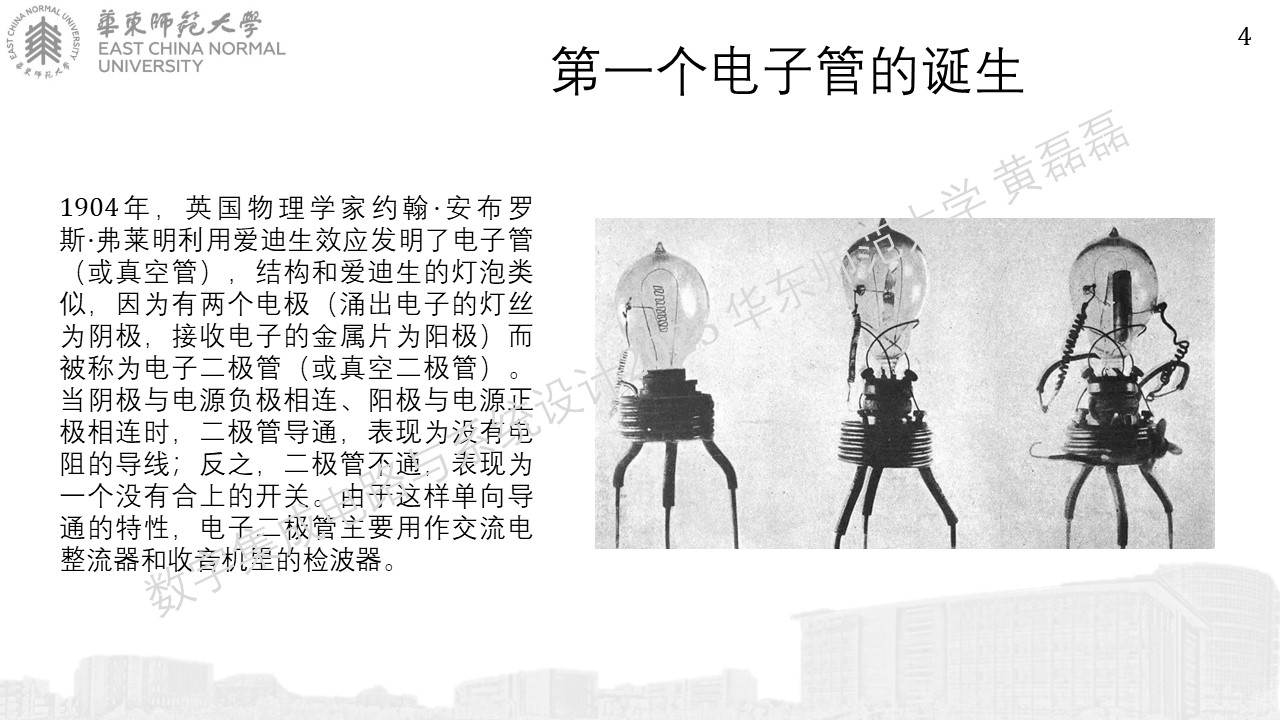 EAST CHINA NORMAL UNIVERSITY
華東師範大學
華東師範大學
EAST CHINA NORMAL
UNIVERSITY
4
第一个电子管的诞生
1904年，英国物理学家约翰·安布罗
斯·弗莱明利用爱迪生效应发明了电子管
（或真空管），结构和爱迪生的灯泡类
似，因为有两个电极（涌出电子的灯丝
为阴极，接收电子的金属片为阳极）而
被称为电子二极管（或真空二极管）。
当阴极与电源负极相连、阳极与电源正
极相连时，二极管导通，表现为没有电
阻的导线；反之，二极管不通，表现为
一个没有合上的开关。由于这样单向导
通的特性，电子二极管主要用作交流电
整流器和收音机里的检波器。
数字集成电路与系统设计 华东师范大学 黄磊磊